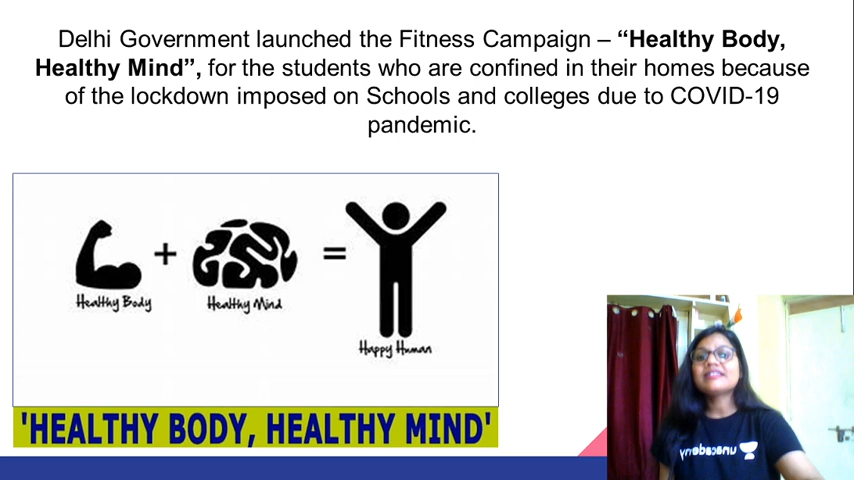 Delhi Government launched the Fitness Campaign – “Healthy Body,
Healthy Mind”, for the students who are confined in their homes because
of the lockdown imposed on Schools and colleges due to COVID-19
pandemic.
+
=
Healthy Body
Healthy Mind
Happy Human
'HEALTHY BODY, HEALTHY MIND'
unacademy